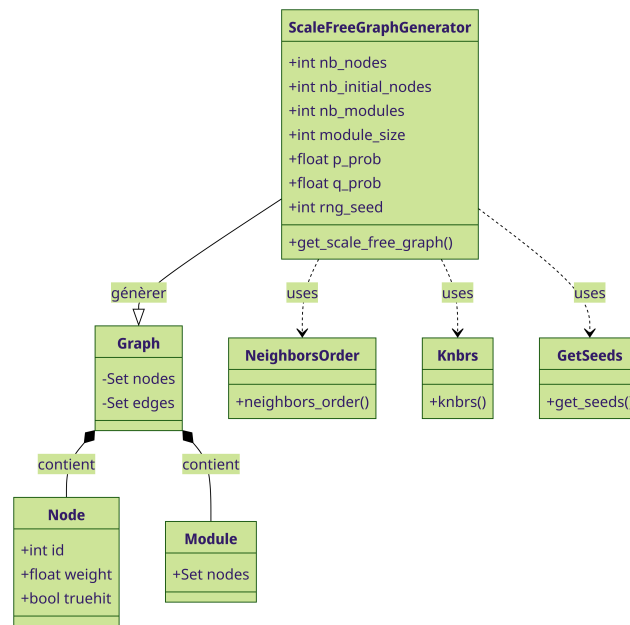 ScaleFreeGraphGenerator
+int nb_nodes
+int nb_initial_nodes
+int nb_modules
+int module_size
+float p_prob
+float q_prob
+int rng_seed
+get_scale_free_graph()
génèrer
uses
uses
uses
Graph
-Set nodes
-Set edges
NeighborsOrder
+neighbors_order()
Knbrs
+knbrs()
GetSeeds
+get_seeds()
contient
contient
Node
+int id
+float weight
+bool truehit
Module
+Set nodes